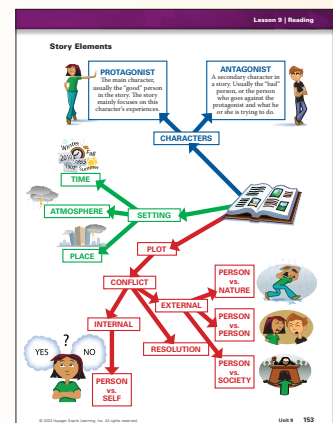 Lesson 9 | Reading
Story Elements
PROTAGONIST
The main character,
usually the "good" person
in the story. The story
mainly focuses on this
character's experiences.
ANTAGONIST
A secondary character in
a story. Usually the "bad"
person, or the person
who goes against the
protagonist and what he
or she is trying to do.
CHARACTERS
Winter
Fall
2010
1902
Summer
TIME
ATMOSPHERE
SETTING
PLACE
PLOT
CONFLICT
PERSON
vs.
NATURE
EXTERNAL
INTERNAL
PERSON
vs.
PERSON
RESOLUTION
YES
?
NO
PERSON
vs.
SOCIETY
PERSON
vs.
SELF
© 2022 Voyager Sopris Learning, Inc. All rights reserved.
Unit 9 153